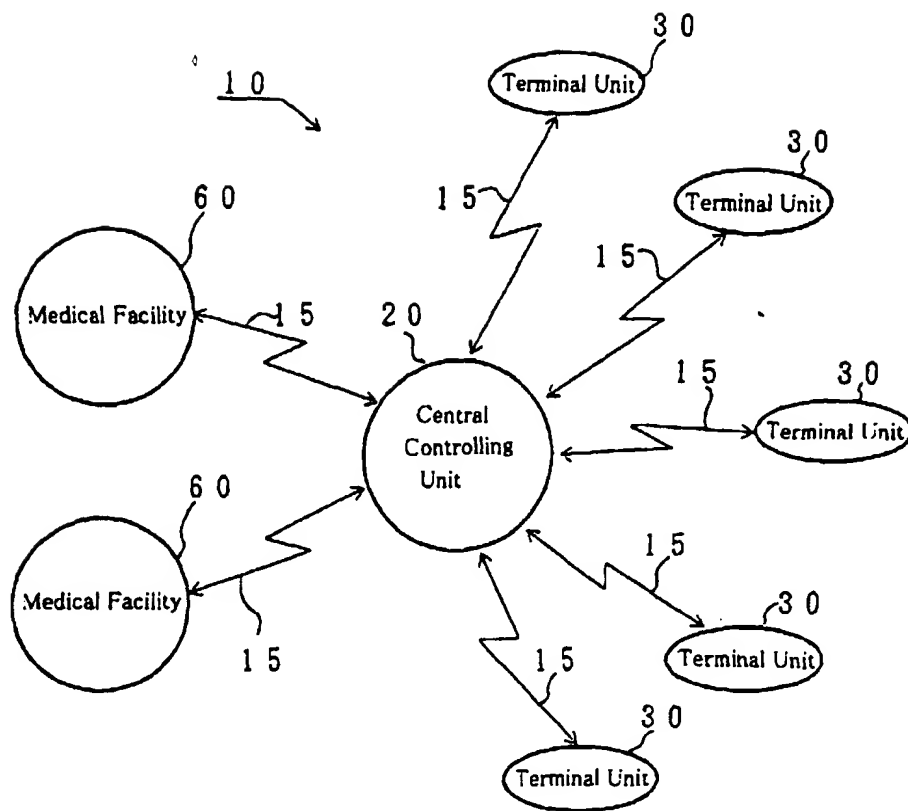 30
Terminal Unit
10
30
Terminal Unit
15
60
15
Medical Facility
15
20
15
30
Terminal Unit
Central
Controlling
Unit
60
15
Medical Facility
30
Terminal Unit
15
15
30
Terminal Unit